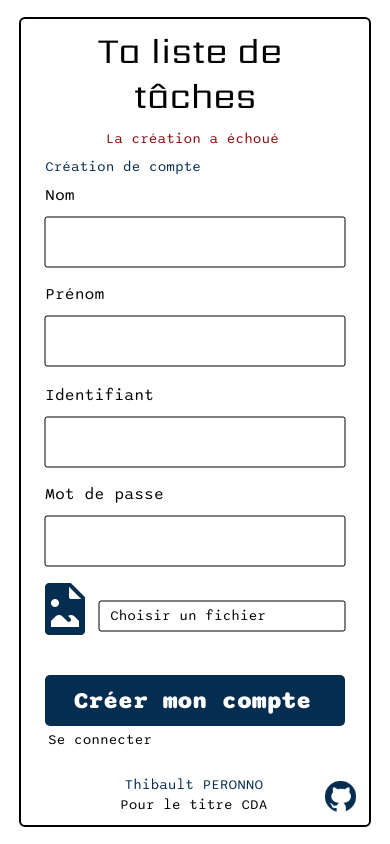 Ta liste de
tâches
La création a échoué
Création de compte
Nom
Prénom
Identifiant
Mot de passe
Choisir un fichier
Créer mon compte
Se connecter
Thibault PERONNO
Pour le titre CDA